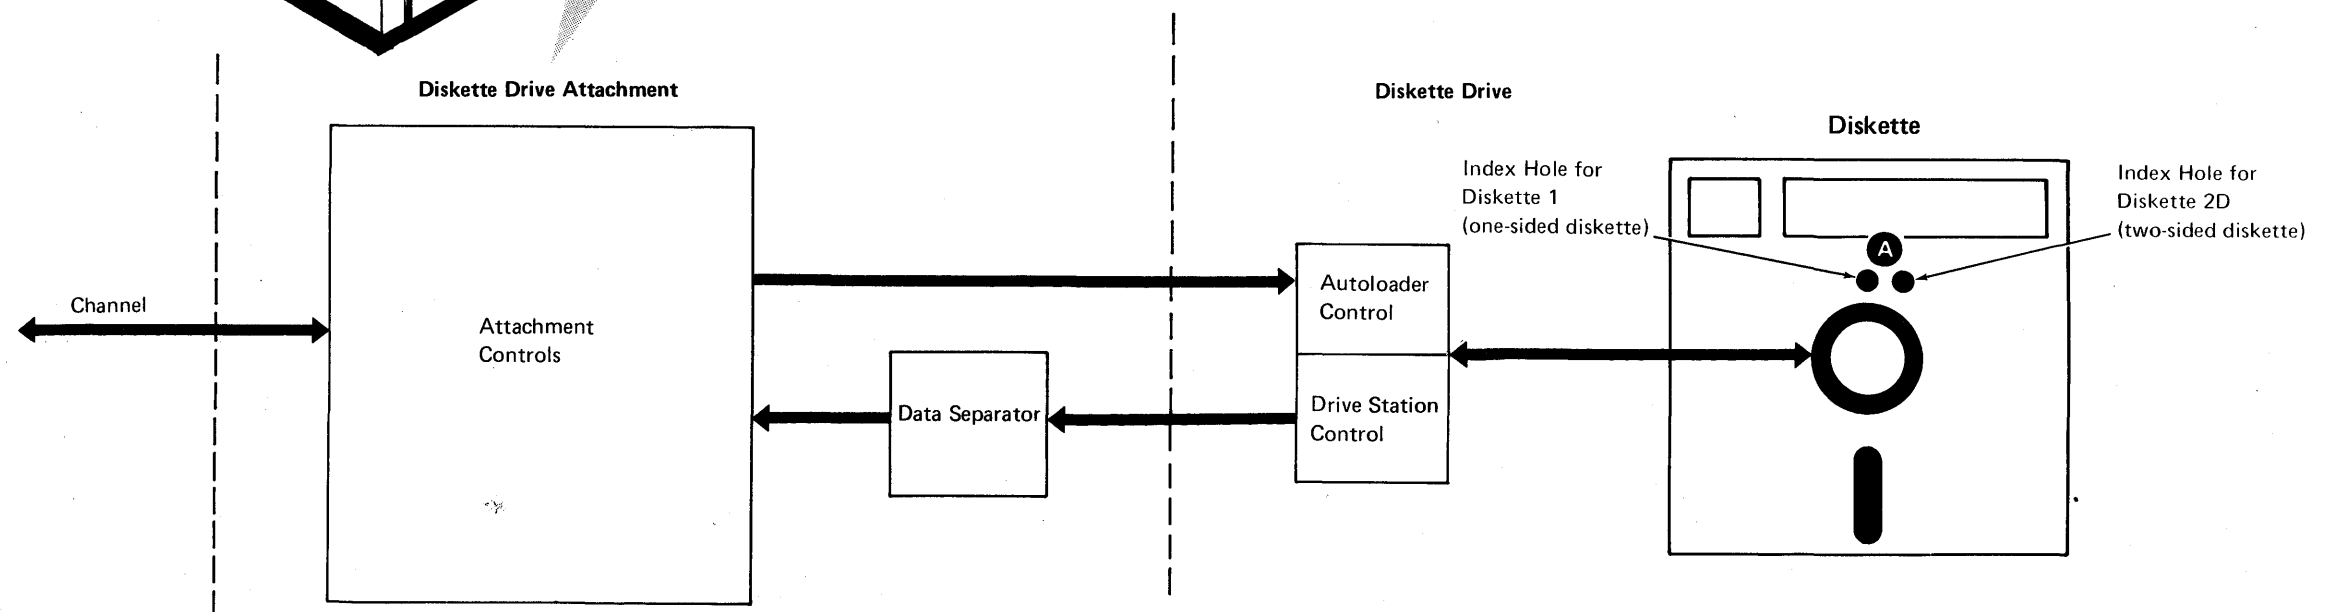 Diskette Drive Attachment
Diskette Drive
Diskette
Index Hole for
Diskette 1
(one-sided diskette)
Index Hole for
Diskette 2D
(two-sided diskette)
A
Channel
Attachment
Controls
Autoloader
Control
Data Separator
Drive Station
Control